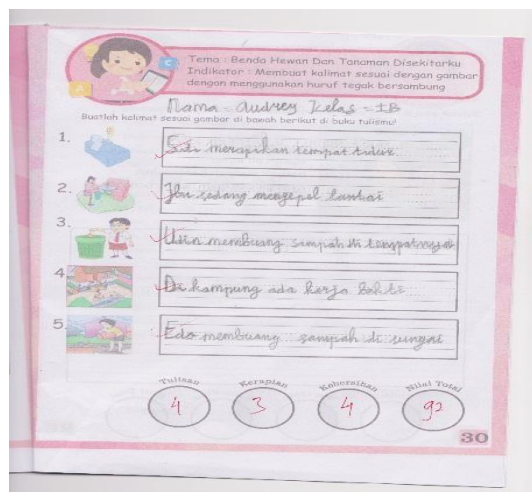 Tema : Benda Hewan Dan Tanaman Disekitarku
Indikator : Membuat kalimat sesuai dengan gambar
dengan menggunakan huruf tegak bersambung
C
A
Nama = Audrey Kelas = IB
Buatlah kalimat sesuai gambar di bawah berikut di buku tulismu!
1. merapikan tempat tidur
2. Ibu sedang mengepel lantai
3. Udin membuang sampah di tempatnya
4. Di kampung ada kerja bakti
5. Edo membuang sampah di sungai
Tulisan Kerapian Kebersihan Nilai Total
4 3 4 92
30